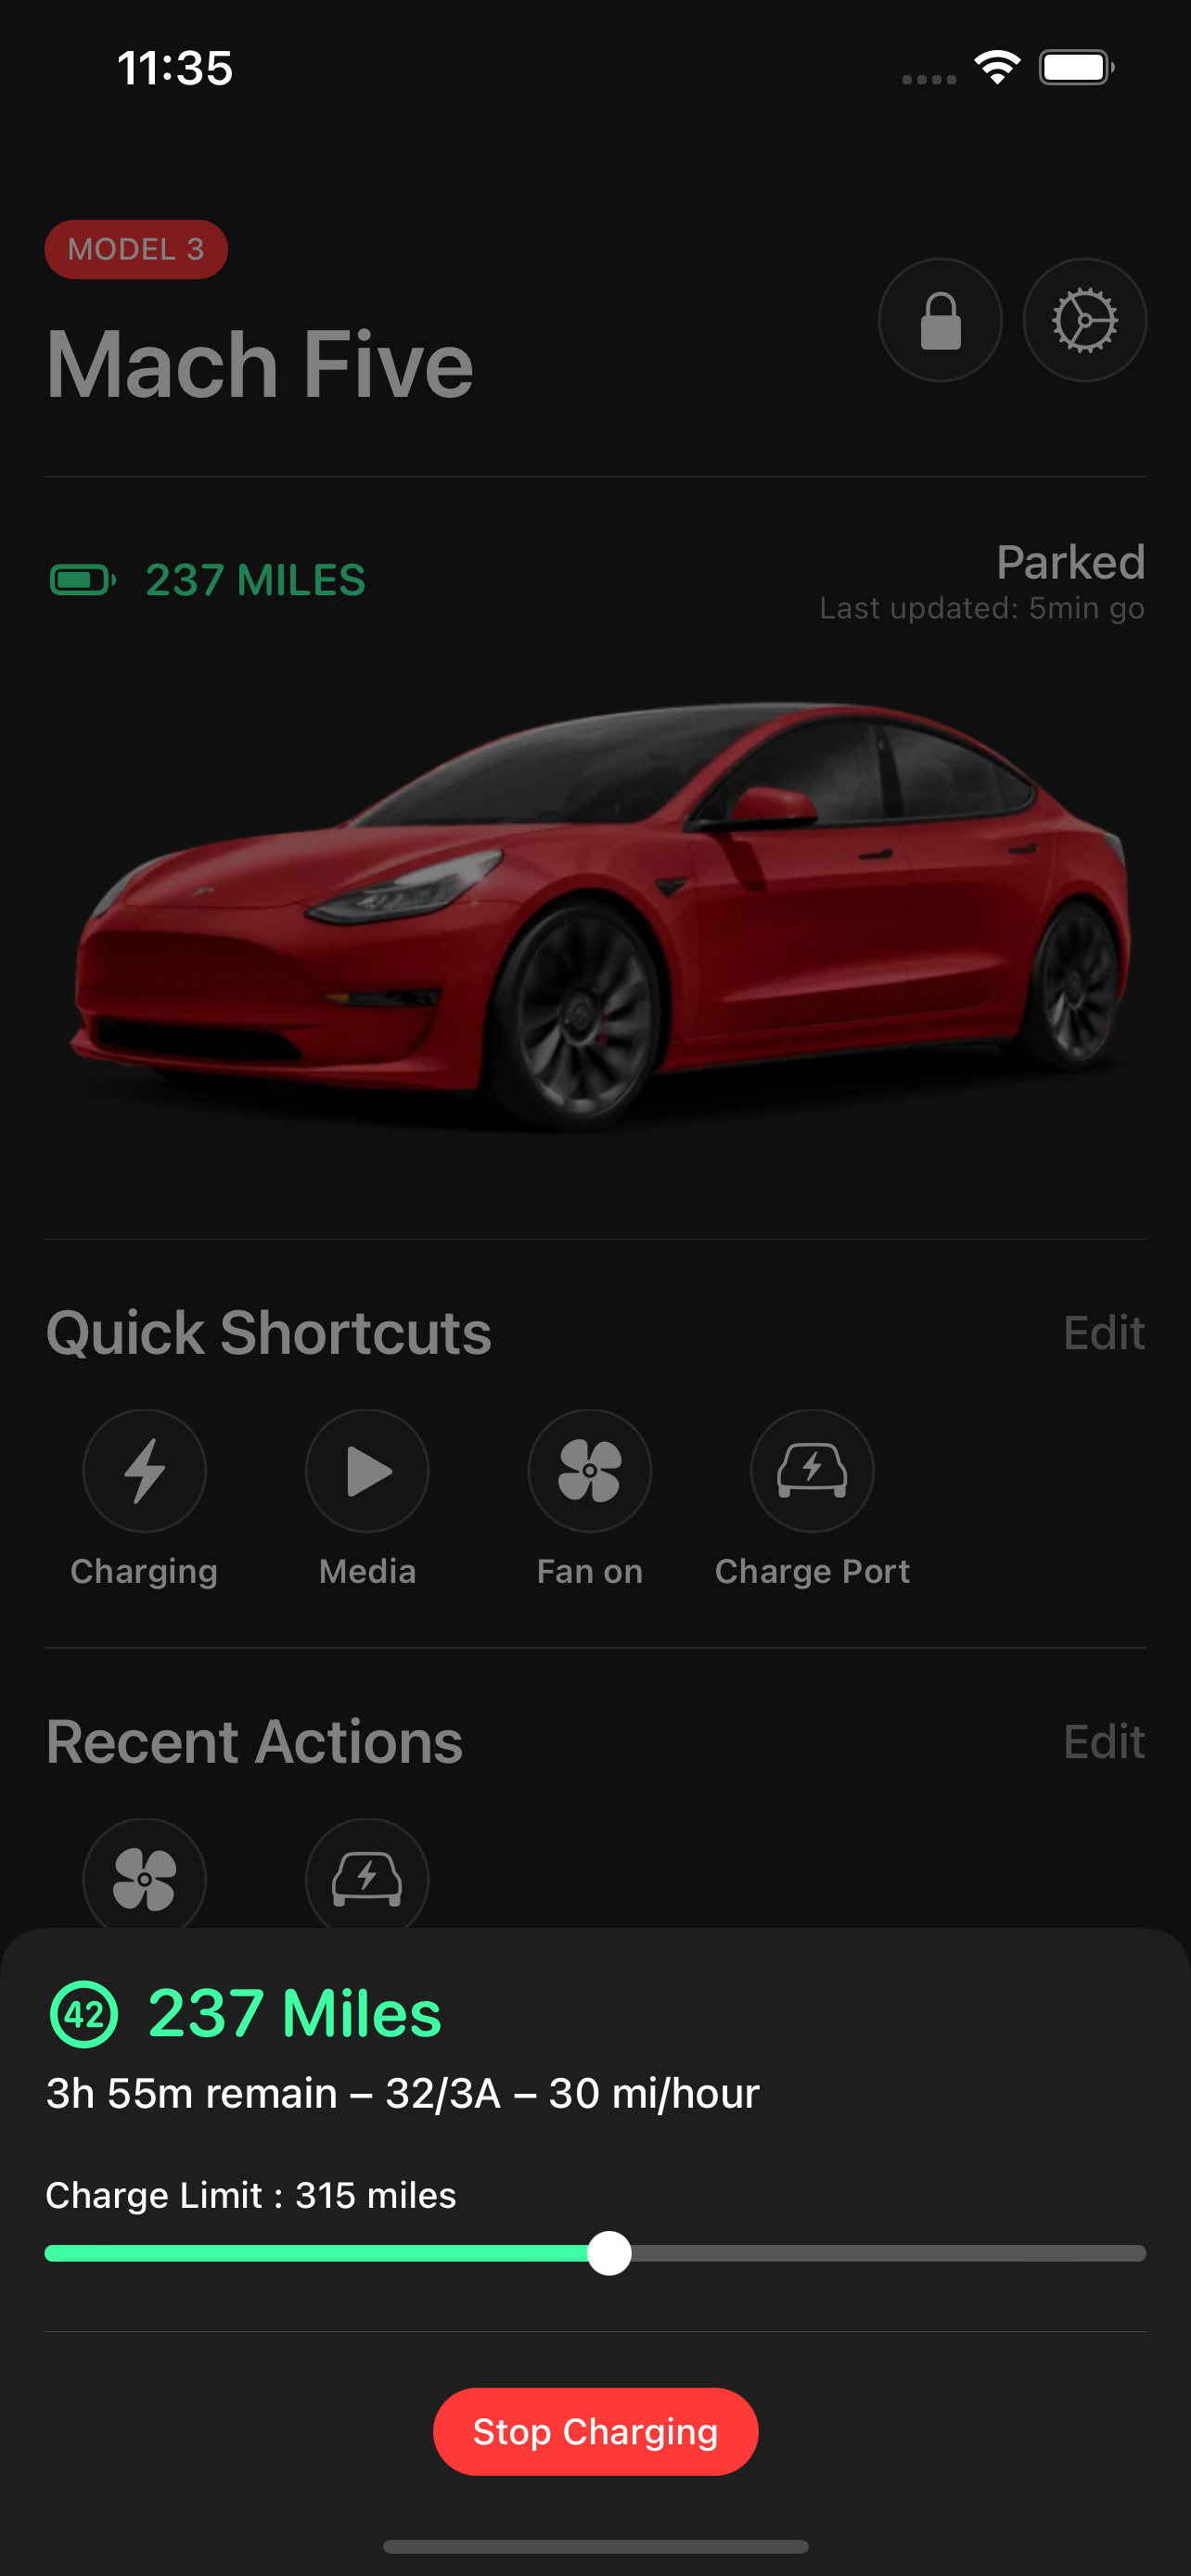 11:35
MODEL 3
Mach Five
237 MILES
Parked
Last updated: 5min go
Quick Shortcuts
Edit
Charging
Media
Fan on
Charge Port
Recent Actions
Edit
42
237 Miles
3h 55m remain – 32/3A – 30 mi/hour
Charge Limit : 315 miles
Stop Charging